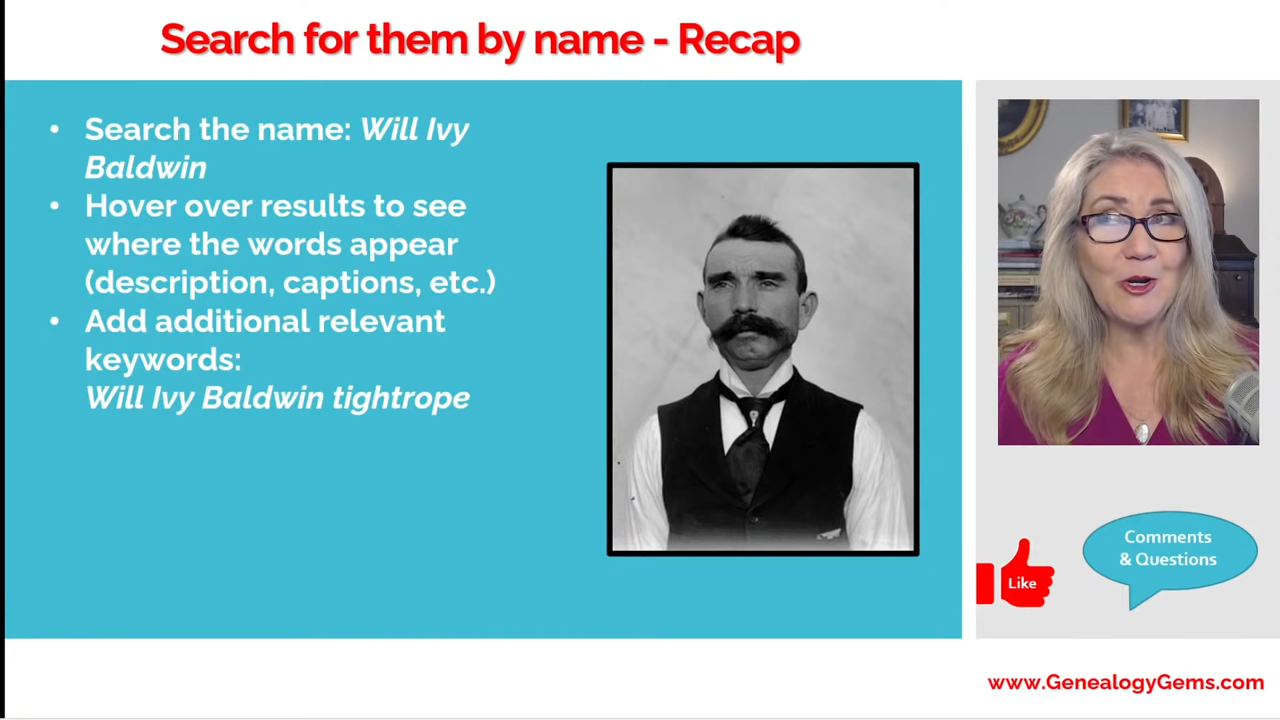 Search for them by name - Recap
• Search the name: Will Ivy
Baldwin
• Hover over results to see
where the words appear
(description, captions, etc.)
• Add additional relevant
keywords:
Will Ivy Baldwin tightrope
Like
Comments
& Questions
www.GenealogyGems.com